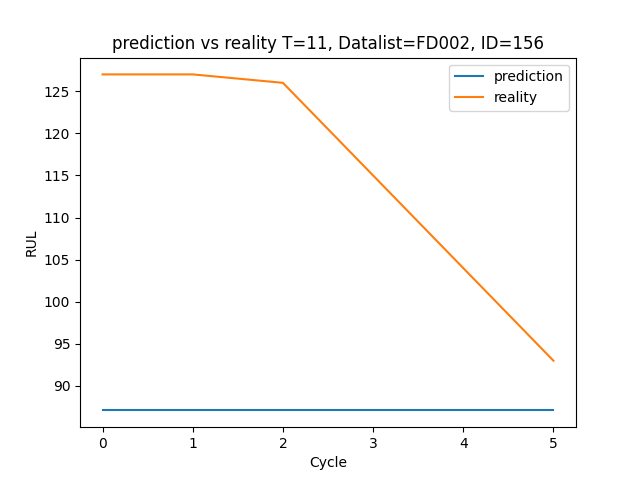 prediction vs reality T=11, Datalist=FD002, ID=156
prediction
reality
RUL
125
120
115
110
105
100
95
90
0 1 2 3 4 5
Cycle